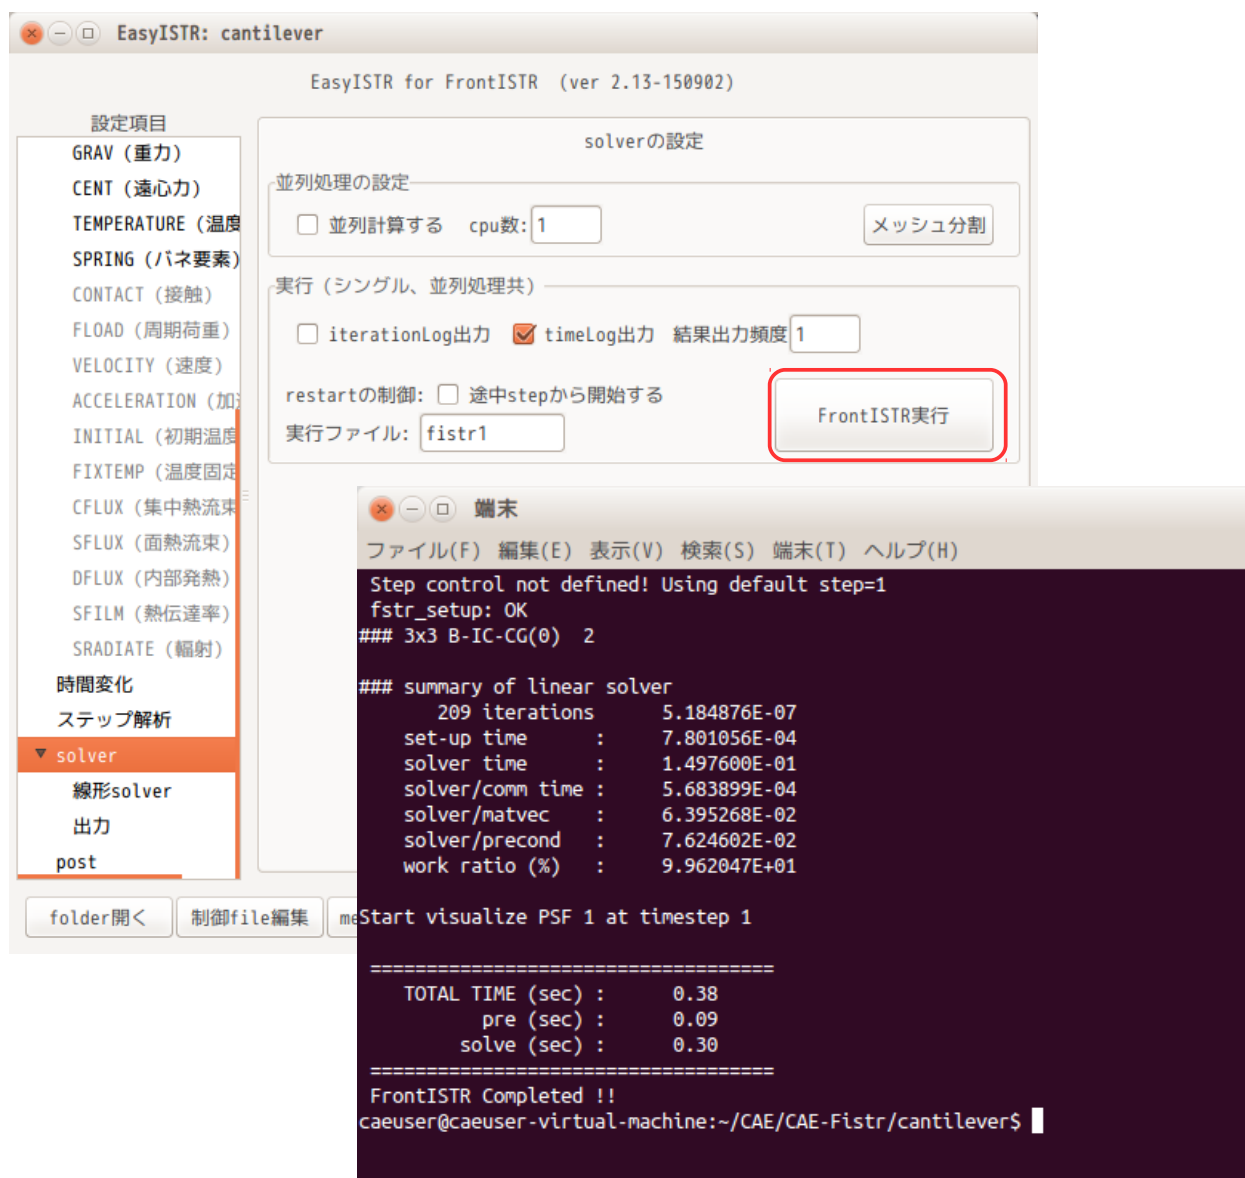 EasyISTR: cantilever
EasyISTR for FrontISTR (ver 2.13-150902)
設定項目
GRAV (重力)
CENT (遠心力)
TEMPERATURE (温度
SPRING (バネ要素)
CONTACT (接触)
FLOAD (周期荷重)
VELOCITY (速度)
ACCELERATION (加
INITIAL (初期温度
FIXTEMP (温度固定
CFLUX (集中熱流束
SFLUX (面熱流束)
DFLUX (内部発熱)
SFILM (熱伝達率)
SRADIATE (輻射)
時間変化
ステップ解析
solver
線形solver
出力
post
solverの設定
並列処理の設定
並列計算する cpu数: 1 メッシュ分割
実行 (シングル、並列処理共)
iterationLog出力 timeLog出力 結果出力頻度 1
restartの制御: 途中stepから開始する
実行ファイル: fistr1
FrontISTR実行
folder開く 制御file編集 me
端末
ファイル(F) 編集(E) 表示(V) 検索(S) 端末(T) ヘルプ(H)
Step control not defined! Using default step=1
fstr_setup: OK
### 3x3 B-IC-CG(0) 2
### summary of linear solver
209 iterations 5.184876E-07
set-up time : 7.801056E-04
solver time : 1.497600E-01
solver/comm time : 5.683899E-04
solver/matvec : 6.395268E-02
solver/precond : 7.624602E-02
work ratio (%) : 9.962047E+01
Start visualize PSF 1 at timestep 1
====================================
TOTAL TIME (sec) : 0.38
pre (sec) : 0.09
solve (sec) : 0.30
====================================
FrontISTR Completed !!
caeuser@caeuser-virtual-machine:~/CAE/CAE-Fistr/cantilever$